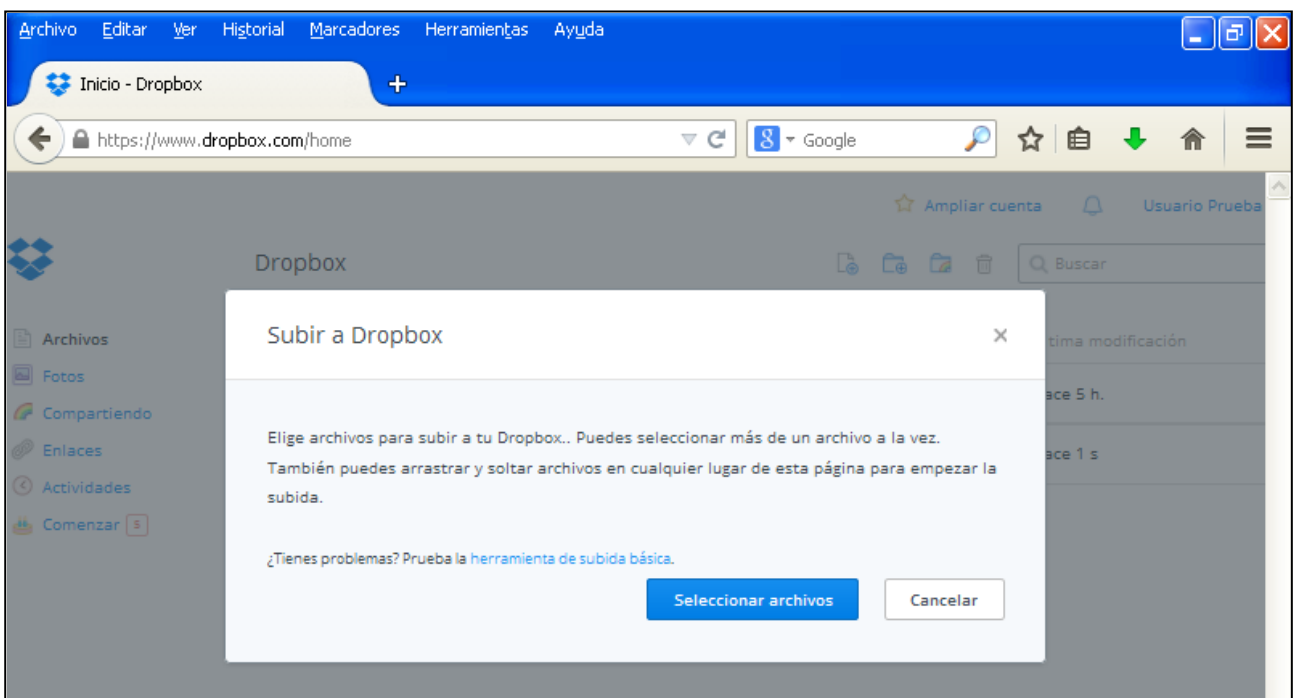 Archivo Editar Ver Historial Marcadores Herramientas Ayuda
Inicio - Dropbox
https://www.dropbox.com/home
8 Google
Ampliar cuenta Usuario Prueba
Dropbox Buscar
Subir a Dropbox
Archivos
Fotos
Compartiendo
Enlaces
Actividades
Comenzar 5
tima modificación
ace 5 h.
ace 1 s
Elige archivos para subir a tu Dropbox.. Puedes seleccionar más de un archivo a la vez.
También puedes arrastrar y soltar archivos en cualquier lugar de esta página para empezar la
subida.
¿Tienes problemas? Prueba la herramienta de subida básica.
Seleccionar archivos Cancelar